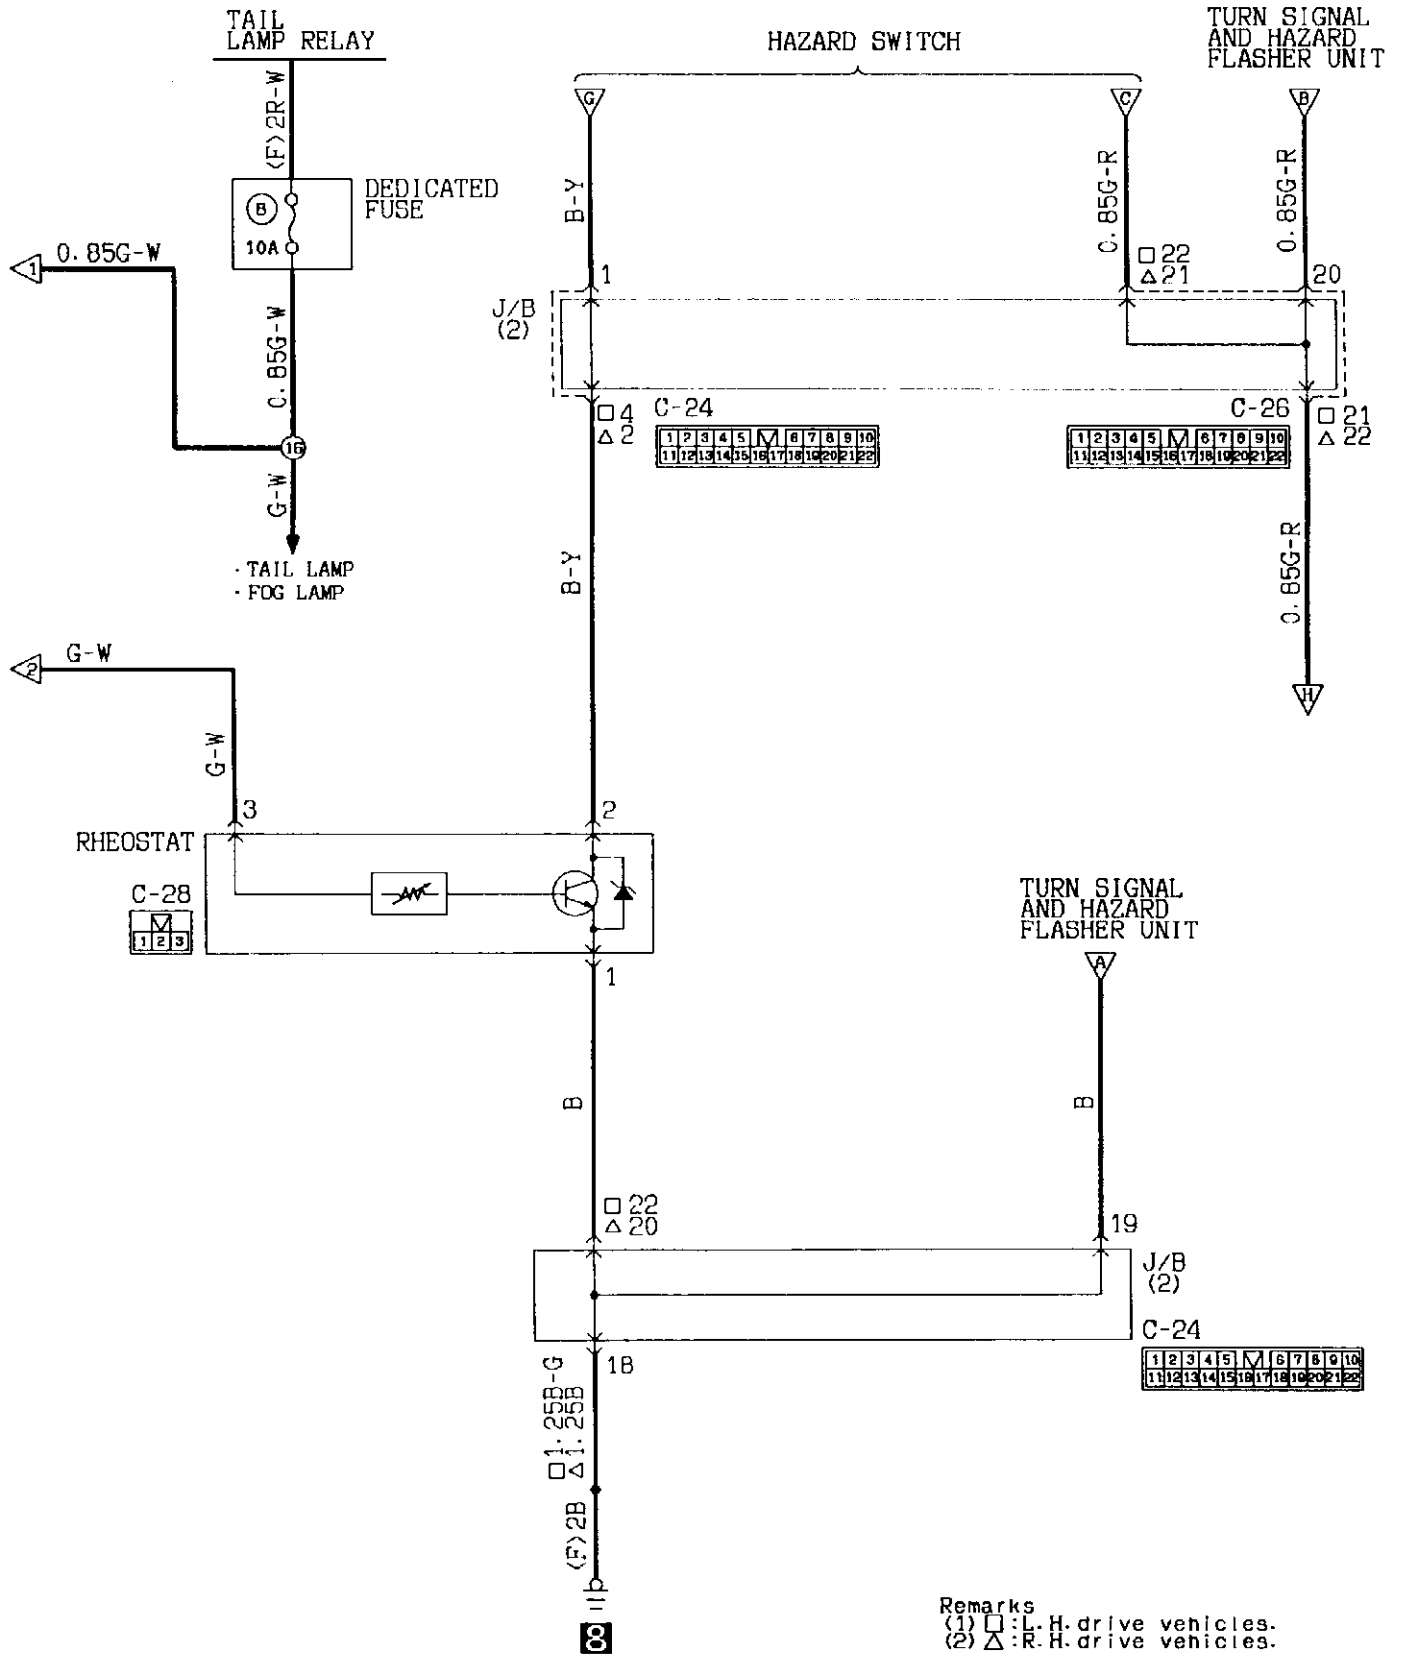 TAIL
LAMP RELAY
HAZARD SWITCH
TURN SIGNAL
AND HAZARD
FLASHER UNIT
G
C
B
(F)2R-W
B-Y
0.85G-R
0.85G-R
DEDICATED
FUSE
B
10A
1
0.85G-W
0.85G-W
1
□22
△21
20
J/B
(2)
16
G-W
· TAIL LAMP
· FOG LAMP
□4
△2
C-24
1 2 3 4 5 6 7 8 9 10
11 12 13 14 15 16 17 18 19 20 21 22
C-26
1 2 3 4 5 6 7 8 9 10
11 12 13 14 15 16 17 18 19 20 21 22
□21
△22
B-Y
0.85G-R
H
2
G-W
G-W
3
2
RHEOSTAT
C-28
1 2 3
1
TURN SIGNAL
AND HAZARD
FLASHER UNIT
A
B
B
□22
△20
19
J/B
(2)
C-24
1 2 3 4 5 6 7 8 9 10
11 12 13 14 15 16 17 18 19 20 21 22
18
□1.25B-G
△1.25B
(F)2B
8
Remarks
(1) □ :L.H.drive vehicles.
(2) △ :R.H.drive vehicles.